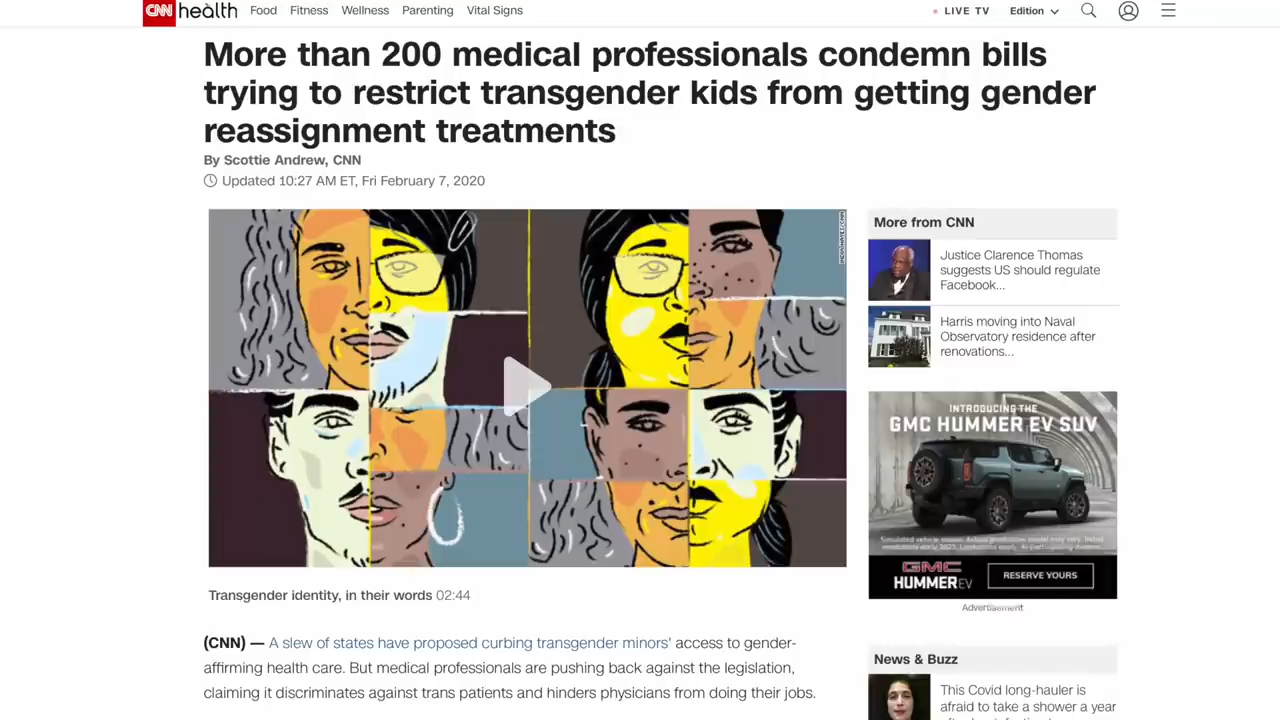 CNN health Food Fitness Wellness Parenting Vital Signs LIVE TV Edition
More than 200 medical professionals condemn bills
trying to restrict transgender kids from getting gender
reassignment treatments
By Scottie Andrew, CNN
Updated 10:27 AM ET, Fri February 7, 2020
Transgender identity, in their words 02:44
(CNN) — A slew of states have proposed curbing transgender minors' access to gender-
affirming health care. But medical professionals are pushing back against the legislation,
claiming it discriminates against trans patients and hinders physicians from doing their jobs.
More from CNN
Justice Clarence Thomas
suggests US should regulate
Facebook...
Harris moving into Naval
Observatory residence after
renovations...
INTRODUCING THE
GMC HUMMER EV SUV
GMC
HUMMER EV
RESERVE YOURS
Advertisement
News & Buzz
This Covid long-hauler is
afraid to take a shower a year